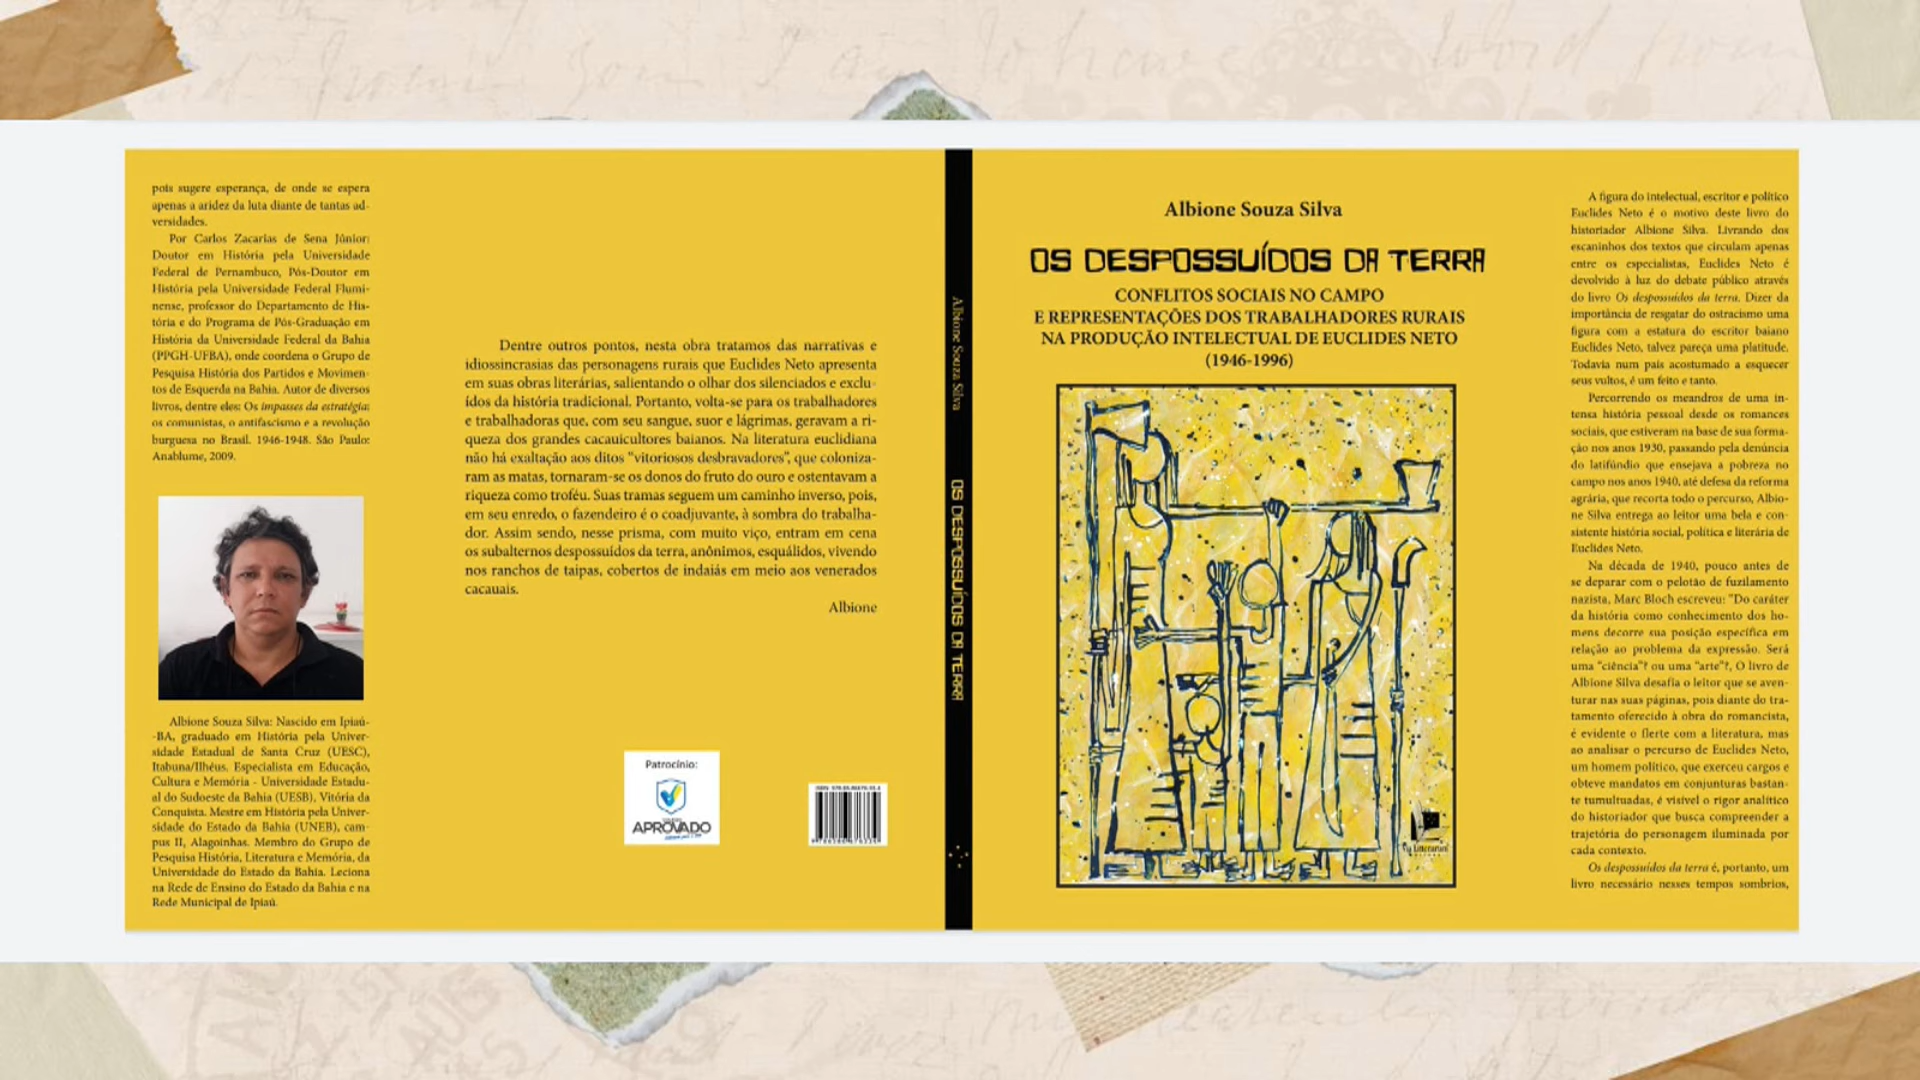 pois sugere esperança, de onde se espera
apenas a aridez da luta diante de tantas ad-
versidades.
Por Carlos Zacarias de Sena Júnior:
Doutor em História pela Universidade
Federal de Pernambuco, Pós-Doutor em
História pela Universidade Federal Flumi-
nense, professor do Departamento de His-
tória e do Programa de Pós-Graduação em
História da Universidade Federal da Bahia
(PPGH-UFBA), onde coordena o Grupo de
Pesquisa História dos Partidos e Movimen-
tos de Esquerda na Bahia. Autor de diversos
livros, dentre eles: Os impasses da estratégia:
os comunistas, o antifascismo e a revolução
burguesa no Brasil. 1946-1948. São Paulo:
Anablume, 2009.
Albione Souza Silva: Nascido em Ipiaú-
-BA, graduado em História pela Univer-
sidade Estadual de Santa Cruz (UESC),
Itabuna/Ilhéus. Especialista em Educação,
Cultura e Memória - Universidade Estadu-
al do Sudoeste da Bahia (UESB), Vitória da
Conquista. Mestre em História pela Univer-
sidade do Estado da Bahia (UNEB), cam-
pus II, Alagoinhas. Membro do Grupo de
Pesquisa História, Literatura e Memória, da
Universidade do Estado da Bahia. Leciona
na Rede de Ensino do Estado da Bahia e na
Rede Municipal de Ipiaú.
Dentre outros pontos, nesta obra tratamos das narrativas e
idiossincrasias das personagens rurais que Euclides Neto apresenta
em suas obras literárias, salientando o olhar dos silenciados e exclu-
ídos da história tradicional. Portanto, volta-se para os trabalhadores
e trabalhadoras que, com seu sangue, suor e lágrimas, geravam a ri-
queza dos grandes cacauicultores baianos. Na literatura euclidiana
não há exaltação aos ditos "vitoriosos desbravadores", que coloniza-
ram as matas, tornaram-se os donos do fruto do ouro e ostentavam a
riqueza como troféu. Suas tramas seguem um caminho inverso, pois,
em seu enredo, o fazendeiro é o coadjuvante, à sombra do trabalha-
dor. Assim sendo, nesse prisma, com muito viço, entram em cena
os subalternos despossuídos da terra, anônimos, esquálidos, vivendo
nos ranchos de taipas, cobertos de indaiás em meio aos venerados
cacauais.
Albione
Patrocínio:
APROVADO
Albione Souza Silva
OS DESPOSSUÍDOS DA TERRA
Albione Souza Silva
OS DESPOSSUÍDOS DA TERRA
CONFLITOS SOCIAIS NO CAMPO
E REPRESENTAÇÕES DOS TRABALHADORES RURAIS
NA PRODUÇÃO INTELECTUAL DE EUCLIDES NETO
(1946-1996)
A figura do intelectual, escritor e político
Euclides Neto é o motivo deste livro do
historiador Albione Silva. Livrando dos
escaninhos dos textos que circulam apenas
entre os especialistas, Euclides Neto é
devolvido à luz do debate público através
do livro Os despossuídos da terra. Dizer da
importância de resgatar do ostracismo uma
figura com a estatura do escritor baiano
Euclides Neto, talvez pareça uma platitude.
Todavia num país acostumado a esquecer
seus vultos, é um feito e tanto.
Percorrendo os meandros de uma in-
tensa história pessoal desde os romances
sociais, que estiveram na base de sua forma-
ção nos anos 1930, passando pela denúncia
do latifúndio que ensejava a pobreza no
campo nos anos 1940, até defesa da reforma
agrária, que recorta todo o percurso, Albio-
ne Silva entrega ao leitor uma bela e con-
sistente história social, política e literária de
Euclides Neto.
Na década de 1940, pouco antes de
se deparar com o pelotão de fuzilamento
nazista, Marc Bloch escreveu: "Do caráter
da história como conhecimento dos ho-
mens decorre sua posição específica em
relação ao problema da expressão. Será
uma "ciência"? ou uma "arte"?, O livro de
Albione Silva desafia o leitor que se aven-
turar nas suas páginas, pois diante do tra-
tamento oferecido à obra do romancista,
é evidente o flerte com a literatura, mas
ao analisar o percurso de Euclides Neto,
um homem político, que exerceu cargos e
obteve mandatos em conjunturas bastan-
te tumultuadas, é visível o rigor analítico
do historiador que busca compreender a
trajetória do personagem iluminada por
cada contexto.
Os despossuídos da terra é, portanto, um
livro necessário nesses tempos sombrios,